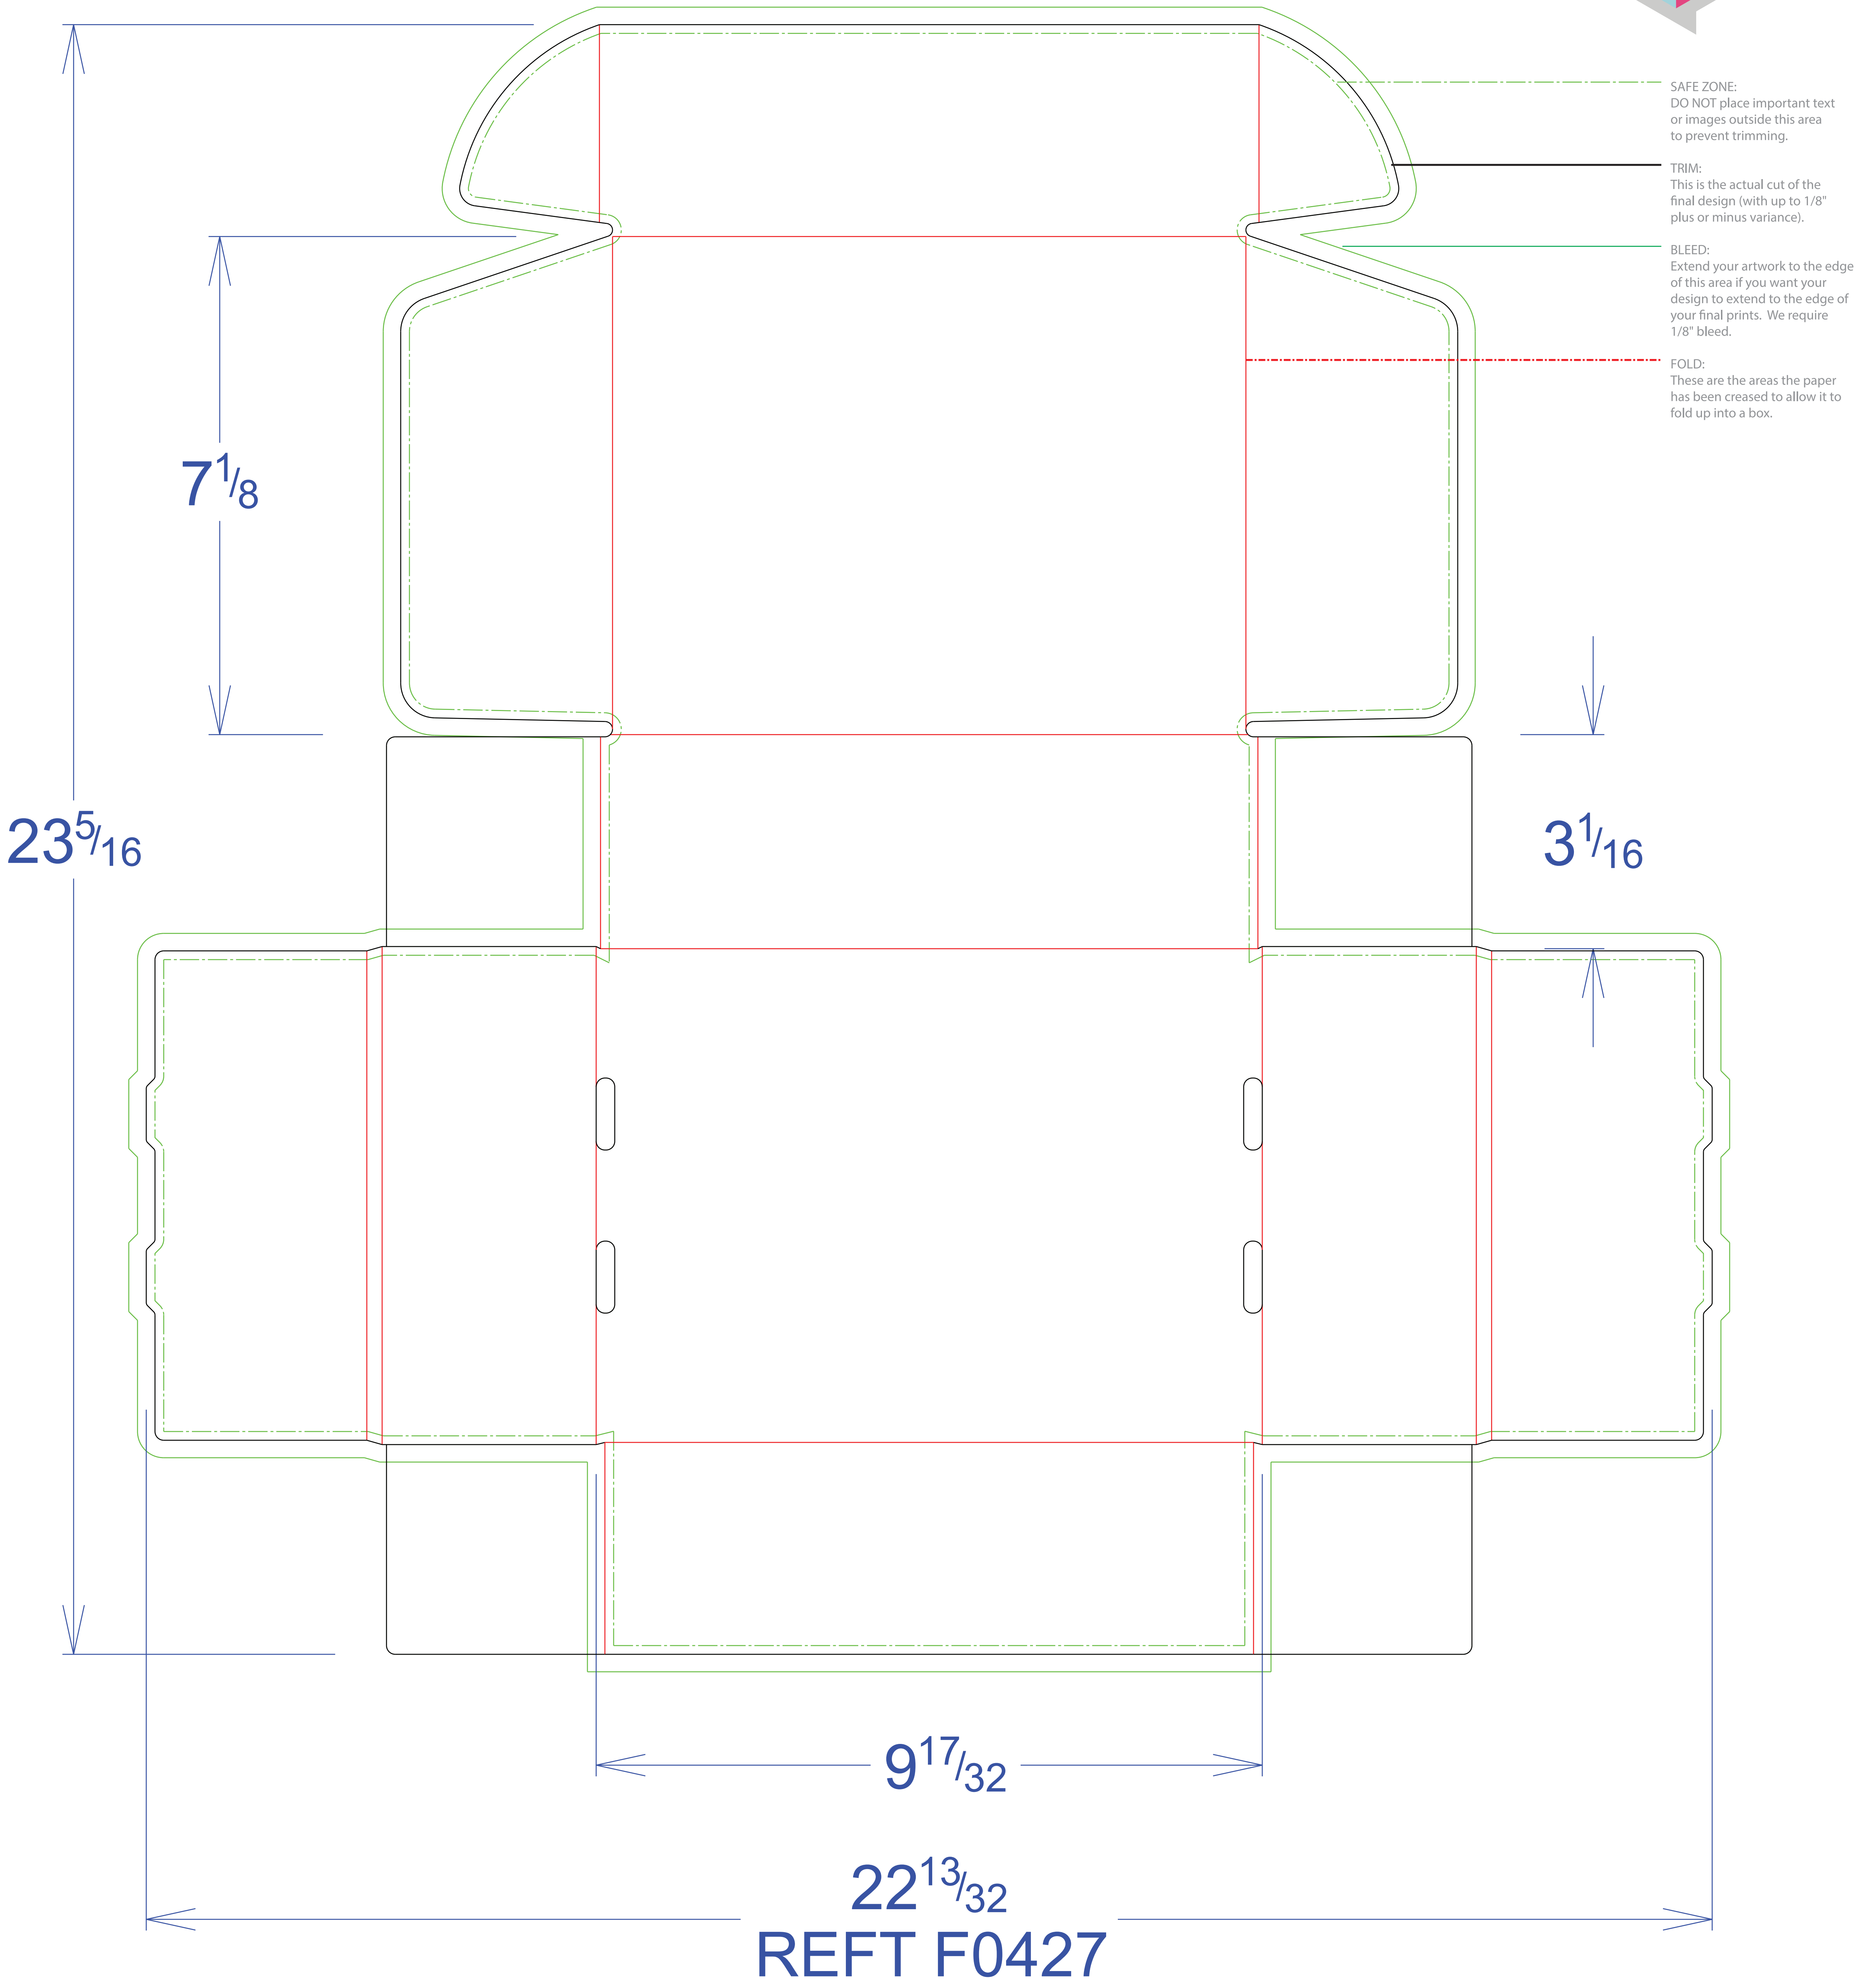 SAFE ZONE:
DO NOT place important text
or images outside this area
to prevent trimming.
TRIM:
This is the actual cut of the
final design (with up to 1/8"
plus or minus variance).
BLEED:
Extend your artwork to the edge
of this area if you want your
design to extend to the edge of
your final prints. We require
1/8" bleed.
FOLD:
These are the areas the paper
has been creased to allow it to
fold up into a box.
7 1/8
23 5/16
3 1/16
9 17/32
22 13/32
REFT F0427